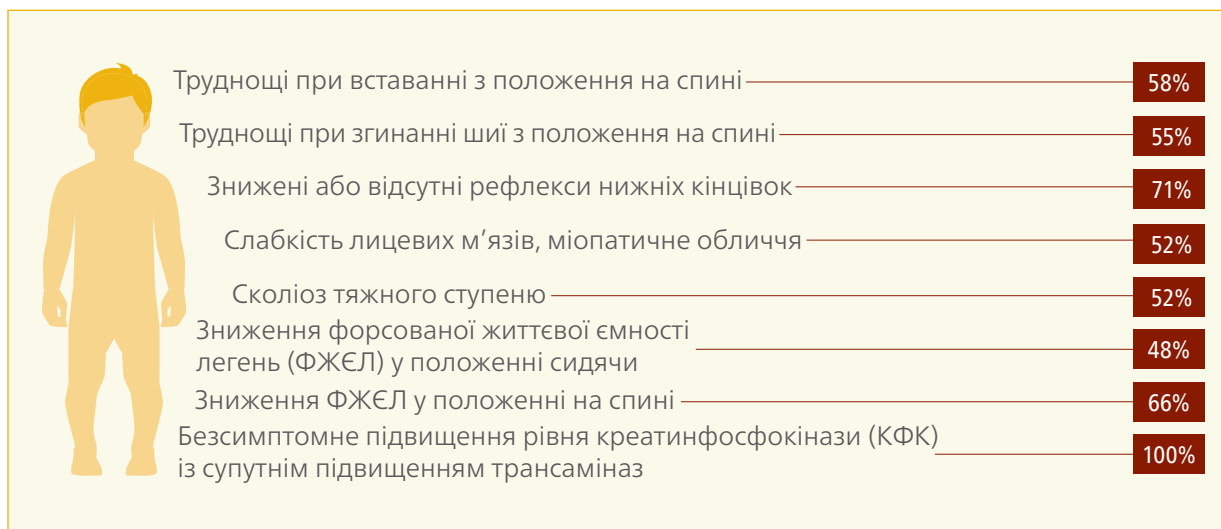 Труднощі при вставанні з положення на спині 58%
Труднощі при згинанні шиї з положення на спині 55%
Знижені або відсутні рефлекси нижніх кінцівок 71%
Слабкість лицевих м’язів, міопатичне обличчя 52%
Сколіоз тяжного ступеню 52%
Зниження форсованої життєвої ємності
легень (ФЖЄЛ) у положенні сидячи 48%
Зниження ФЖЄЛ у положенні на спині 66%
Безсимптомне підвищення рівня креатинфосфокінази (КФК)
із супутнім підвищенням трансаміназ 100%